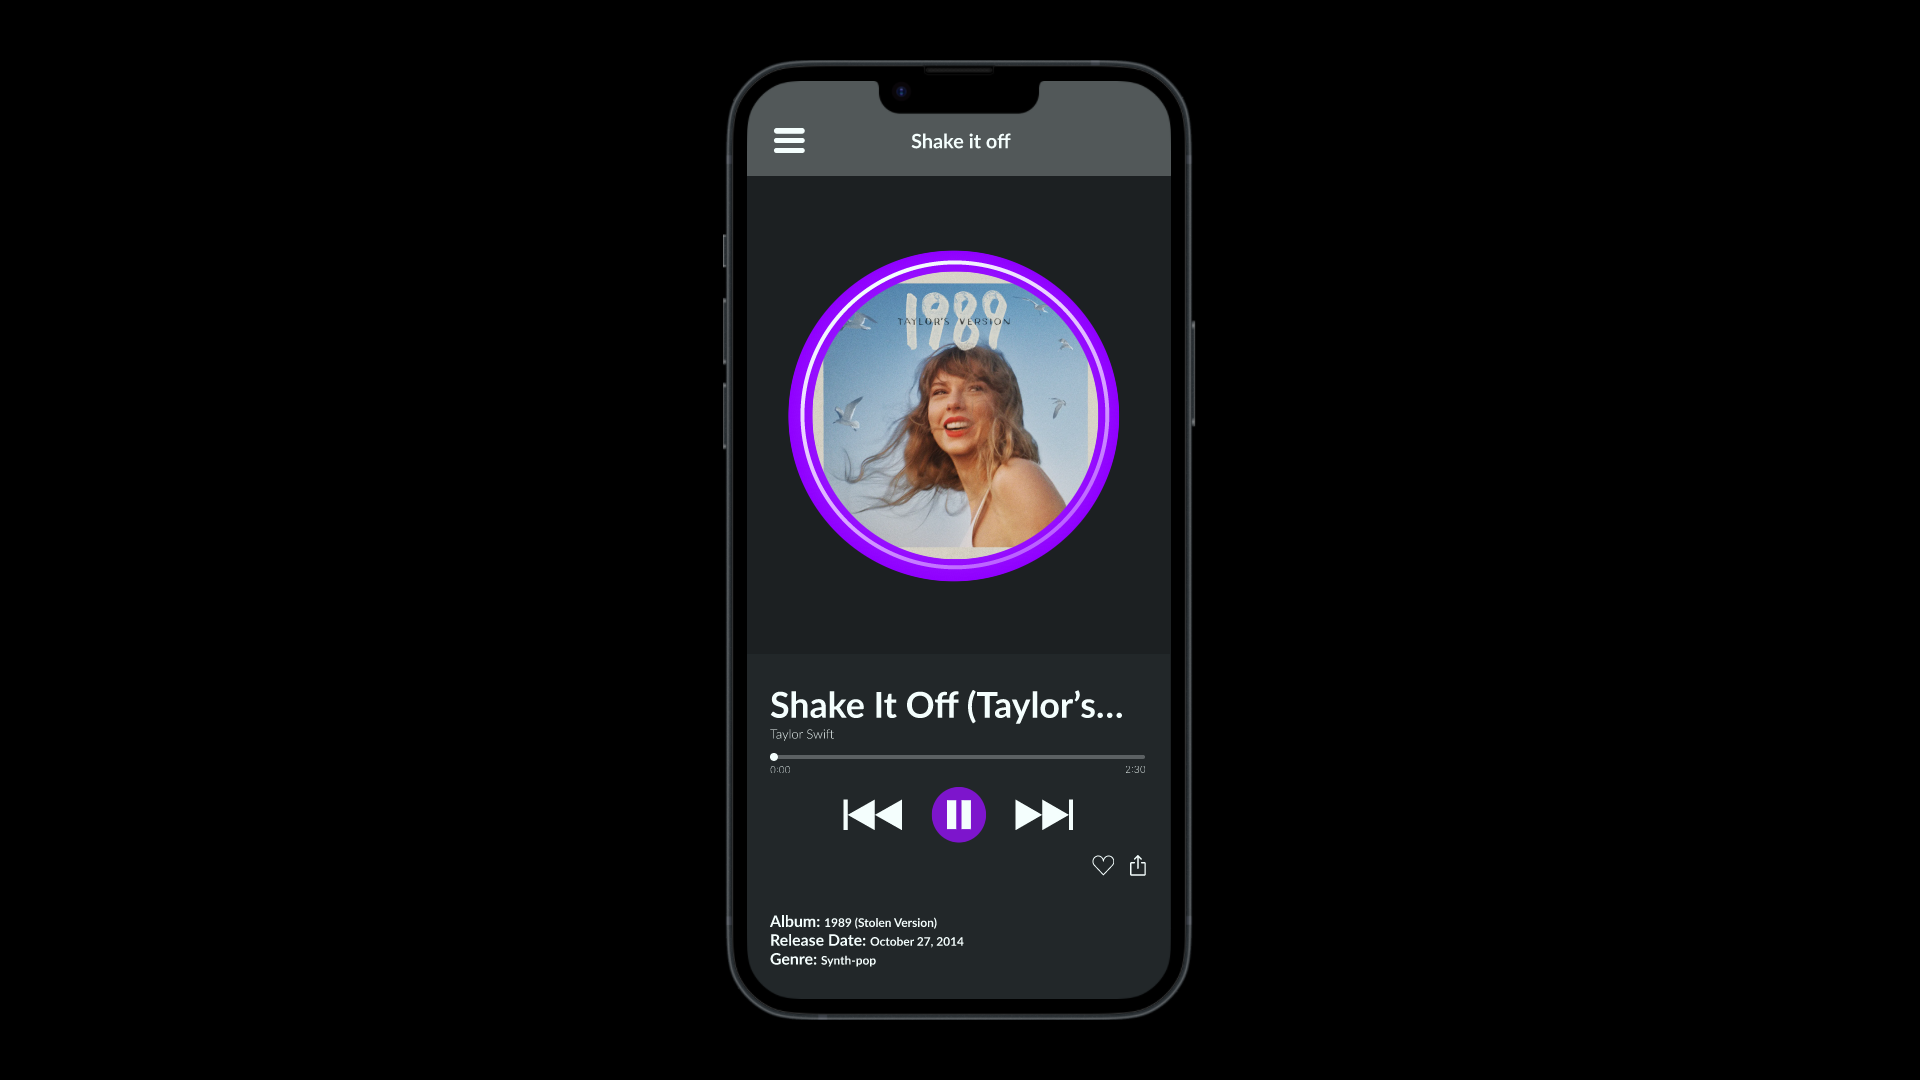 Shake it off
1989
TAYLOR'S VERSION
Shake It Off (Taylor’s...
Taylor Swift
0:00 2:30
Album: 1989 (Stolen Version)
Release Date: October 27, 2014
Genre: Synth-pop